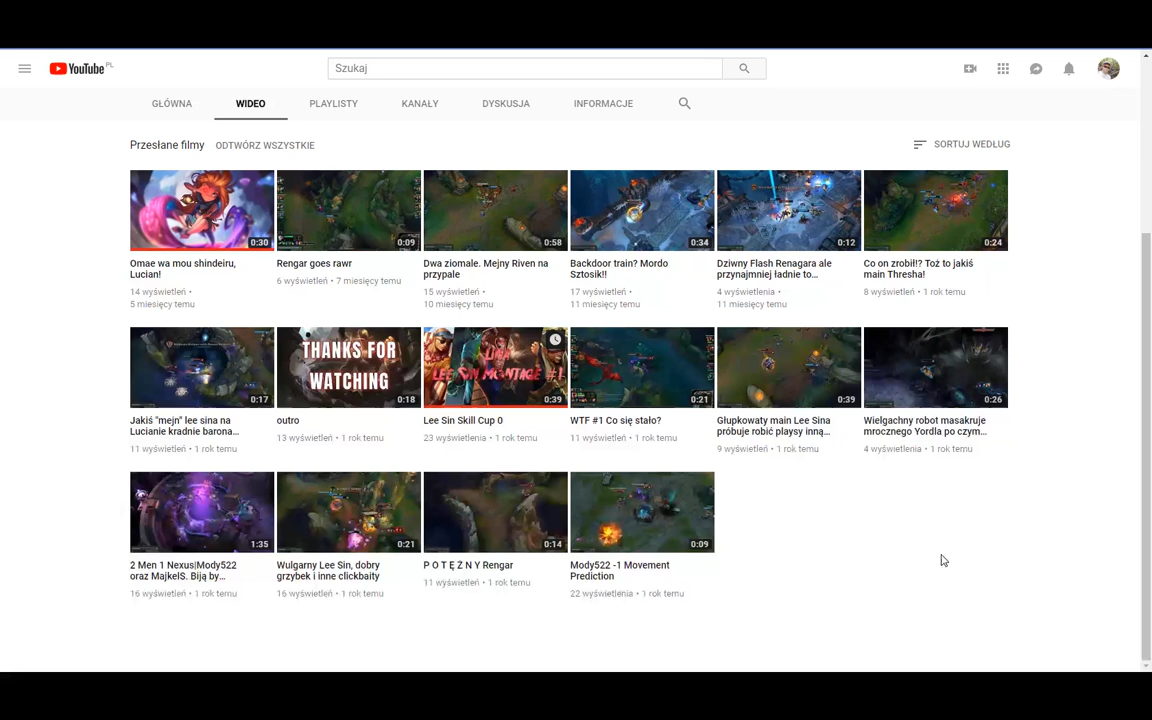 YouTube PL
Szukaj
GŁÓWNA WIDEO PLAYLISTY KANAŁY DYSKUSJA INFORMACJE
Przesłane filmy ODTWÓRZ WSZYSTKIE SORTUJ WEDŁUG
0:30 0:09 0:58 0:34 0:12 0:24
Omae wa mou shindeiru, Rengar goes rawr Dwa ziomale. Mejny Riven na Backdoor train? Mordo Dziwny Flash Renagara ale Co on zrobił!? Toż to jakiś
Lucian! przypale Sztosik!! przynajmniej ładnie to... main Thresha!
14 wyświetleń • 6 wyświetleń • 7 miesięcy temu 15 wyświetleń • 17 wyświetleń • 4 wyświetlenia • 8 wyświetleń • 1 rok temu
5 miesięcy temu 10 miesięcy temu 11 miesięcy temu 11 miesięcy temu
THANKS FOR
WATCHING
LEE SIN MONTAGE #1
0:17 0:18 0:39 0:21 0:39 0:26
Jakiś "mejn" lee sina na outro Lee Sin Skill Cup 0 WTF #1 Co się stało? Głupkowaty main Lee Sina Wielgachny robot masakruje
Lucianie kradnie barona... próbuje robić playsy inną... mrocznego Yordla po czym...
11 wyświetleń • 1 rok temu 13 wyświetleń • 1 rok temu 23 wyświetlenia • 1 rok temu 11 wyświetleń • 1 rok temu 9 wyświetleń • 1 rok temu 4 wyświetlenia • 1 rok temu
1:35 0:21 0:14 0:09
2 Men 1 Nexus|Mody522 Wulgarny Lee Sin, dobry P O T Ę Ż N Y Rengar Mody522 -1 Movement
oraz MajkelS. Biją by... grzybek i inne clickbaity Prediction
16 wyświetleń • 1 rok temu 16 wyświetleń • 1 rok temu 11 wyświetleń • 1 rok temu 22 wyświetlenia • 1 rok temu